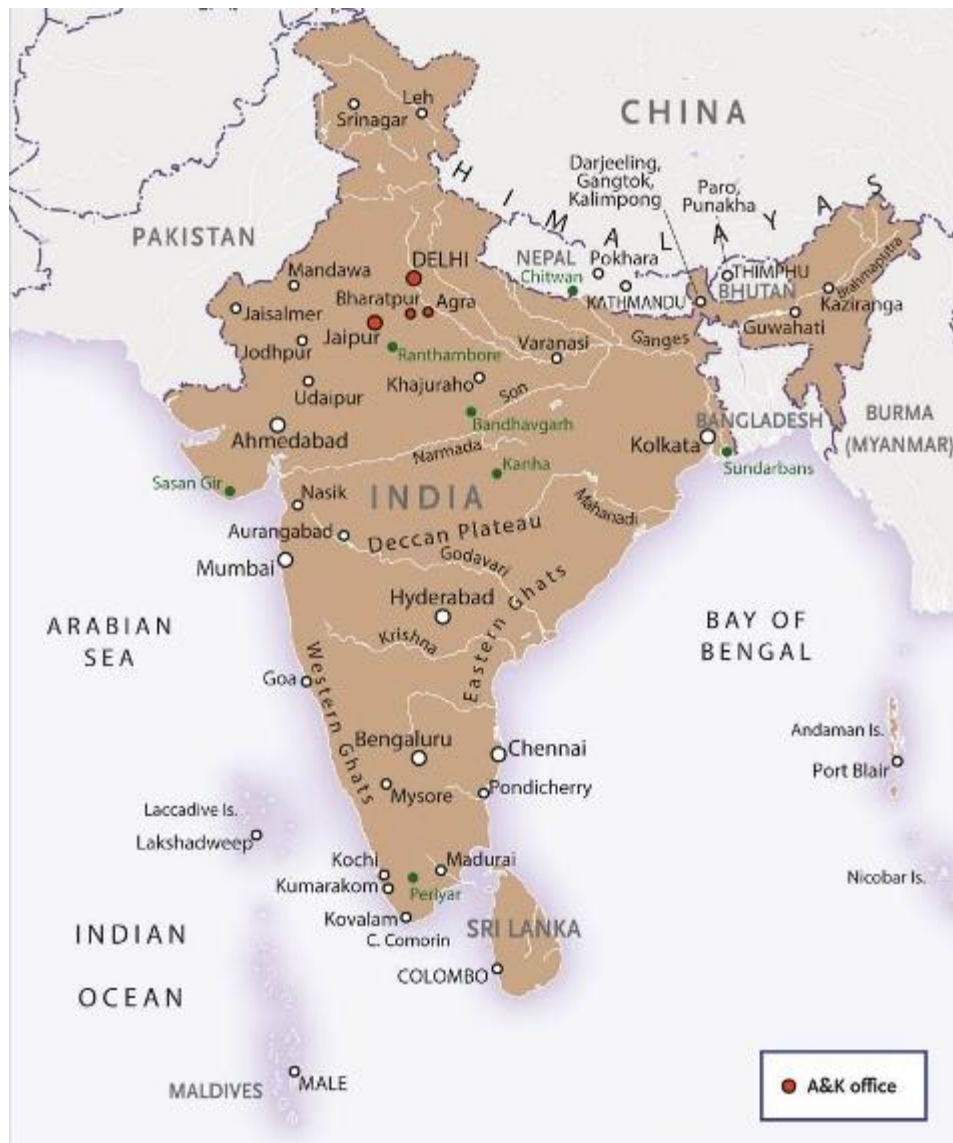 Leh
Srinagar
CHINA
HIMALAYAS
Darjeeling,
Gangtok,
Kalimpong
Paro,
Punakha
PAKISTAN
NEPAL
Pokhara
Chitwan
KATHMANDU
THIMPHU
BHUTAN
Brahmaputra
Kaziranga
Guwahati
DELHI
Mandawa
Bharatpur
Agra
Jaisalmer
Jaipur
Jodhpur
Ranthambore
Varanasi
Ganges
Khajuraho
Udaipur
Son
Bandhavgarh
BANGLADESH
BURMA
(MYANMAR)
Ahmedabad
Kolkata
Narmada
Kanha
Sundarbans
Sasan Gir
Nasik
INDIA
Mahanadi
Aurangabad
Deccan Plateau
Godavari
Mumbai
Hyderabad
Eastern Ghats
ARABIAN
SEA
BAY OF
BENGAL
Krishna
Goa
Western Ghats
Andaman Is.
Bengaluru
Chennai
Port Blair
Mysore
Pondicherry
Laccadive Is.
Lakshadweep
Kochi
Madurai
Kumarakom
Periyar
Nicobar Is.
Kovalam
C. Comorin
SRI LANKA
INDIAN
OCEAN
COLOMBO
MALDIVES
MALE
A&K office